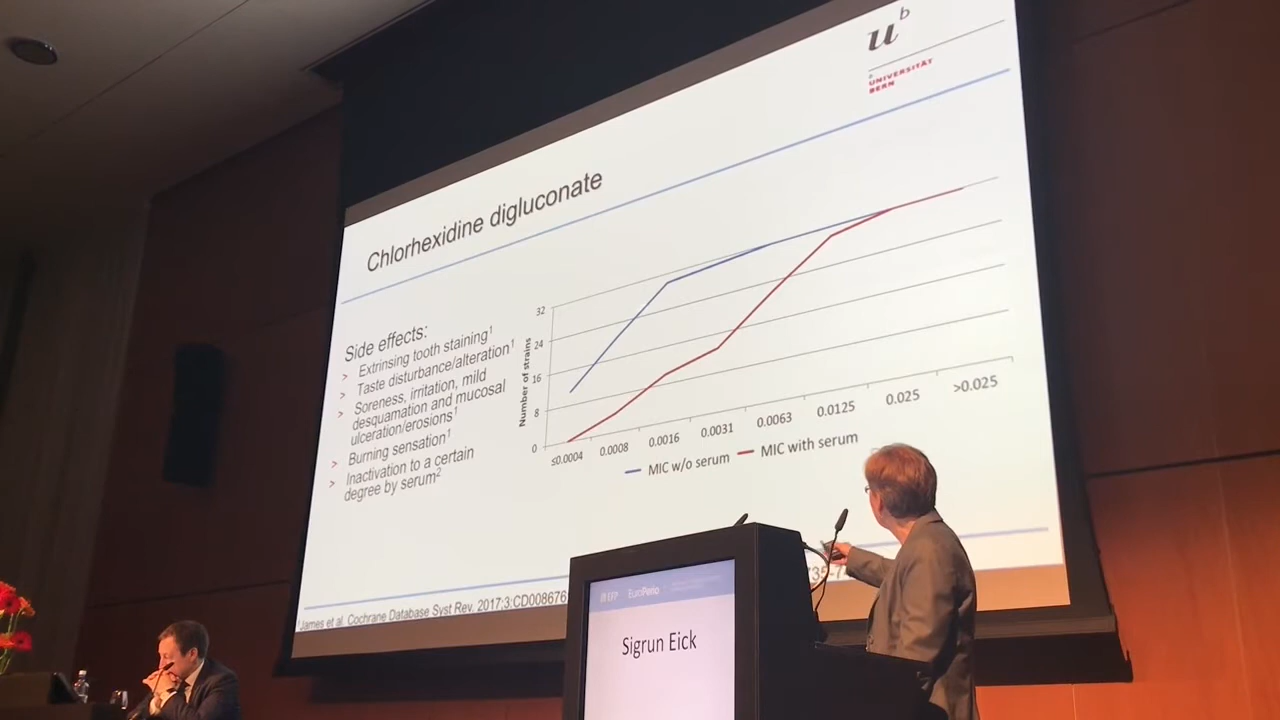 u b
b
UNIVERSITÄT
BERN
Chlorhexidine digluconate
Side effects:
> Extrinsing tooth staining1
> Taste disturbance/alteration1
> Soreness, irritation, mild
desquamation and mucosal
ulceration/erosions1
> Burning sensation1
> Inactivation to a certain
degree by serum2
Number of strains
32
24
16
8
0
≤0.0004 0.0008 0.0016 0.0031 0.0063 0.0125 0.025 >0.025
MIC w/o serum MIC with serum
1James et al. Cochrane Database Syst Rev. 2017;3:CD008676
EFP EuroPerio
Sigrun Eick